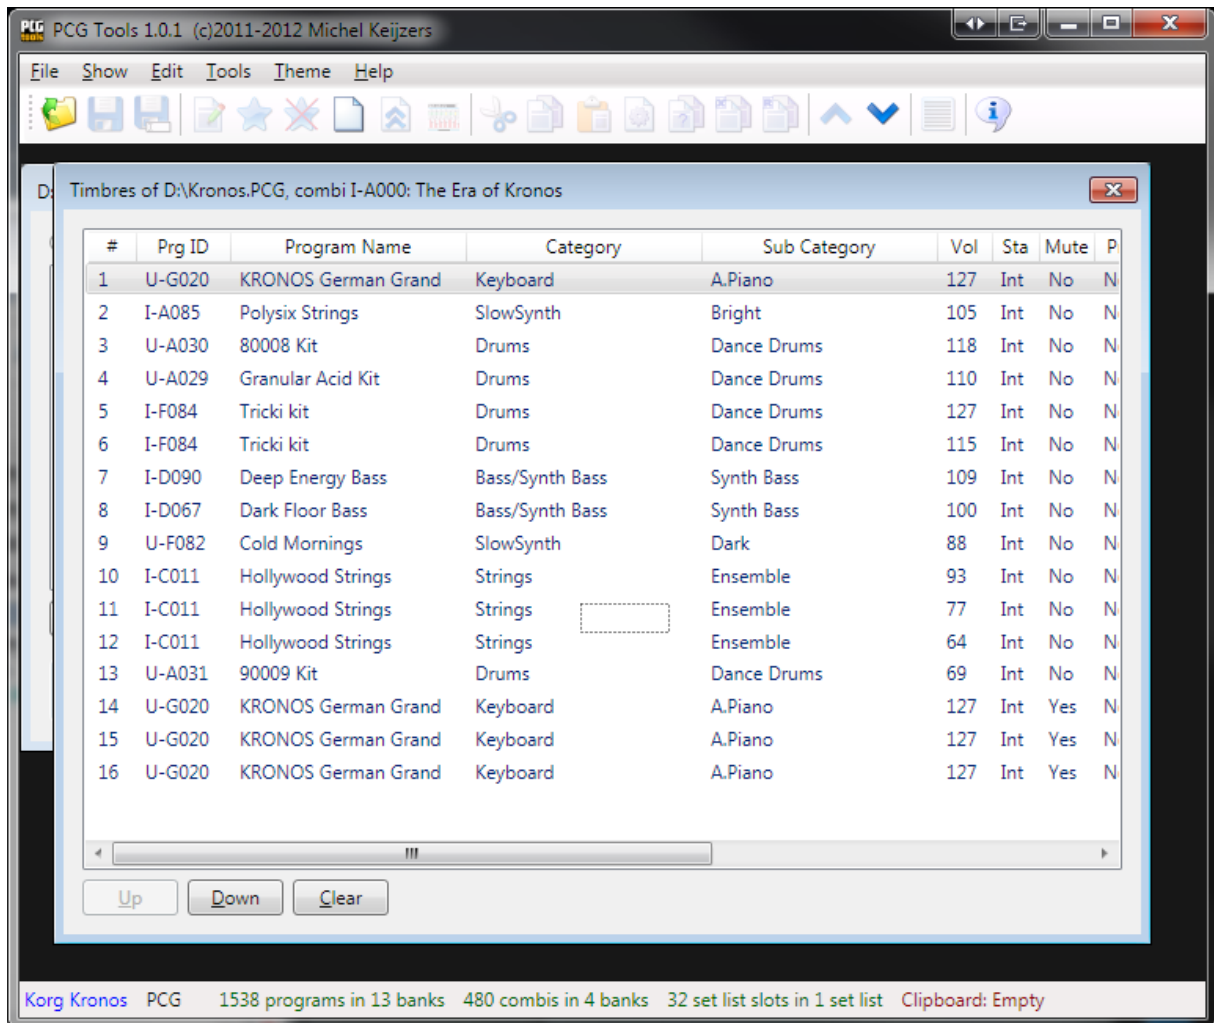 PCG Tools 1.0.1 (c)2011-2012 Michel Keijzers
File Show Edit Tools Theme Help
Timbres of D:\Kronos.PCG, combi I-A000: The Era of Kronos
# Prg ID Program Name Category Sub Category Vol Sta Mute
1 U-G020 KRONOS German Grand Keyboard A.Piano 127 Int No
2 I-A085 Polysix Strings SlowSynth Bright 105 Int No
3 U-A030 80008 Kit Drums Dance Drums 118 Int No
4 U-A029 Granular Acid Kit Drums Dance Drums 110 Int No
5 I-F084 Tricki kit Drums Dance Drums 127 Int No
6 I-F084 Tricki kit Drums Dance Drums 115 Int No
7 I-D090 Deep Energy Bass Bass/Synth Bass Synth Bass 109 Int No
8 I-D067 Dark Floor Bass Bass/Synth Bass Synth Bass 100 Int No
9 U-F082 Cold Mornings SlowSynth Dark 88 Int No
10 I-C011 Hollywood Strings Strings Ensemble 93 Int No
11 I-C011 Hollywood Strings Strings Ensemble 77 Int No
12 I-C011 Hollywood Strings Strings Ensemble 64 Int No
13 U-A031 90009 Kit Drums Dance Drums 69 Int No
14 U-G020 KRONOS German Grand Keyboard A.Piano 127 Int Yes
15 U-G020 KRONOS German Grand Keyboard A.Piano 127 Int Yes
16 U-G020 KRONOS German Grand Keyboard A.Piano 127 Int Yes
Up Down Clear
Korg Kronos PCG 1538 programs in 13 banks 480 combis in 4 banks 32 set list slots in 1 set list Clipboard: Empty